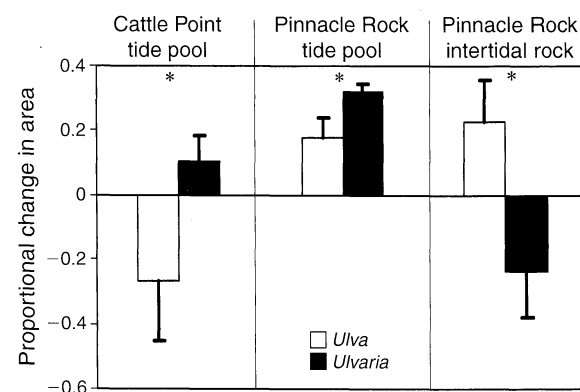 Cattle Point
tide pool
Pinnacle Rock
tide pool
Pinnacle Rock
intertidal rock
Proportional change in area
0.4
0.2
0
−0.2
−0.4
−0.6
*
*
*
Ulva
Ulvaria